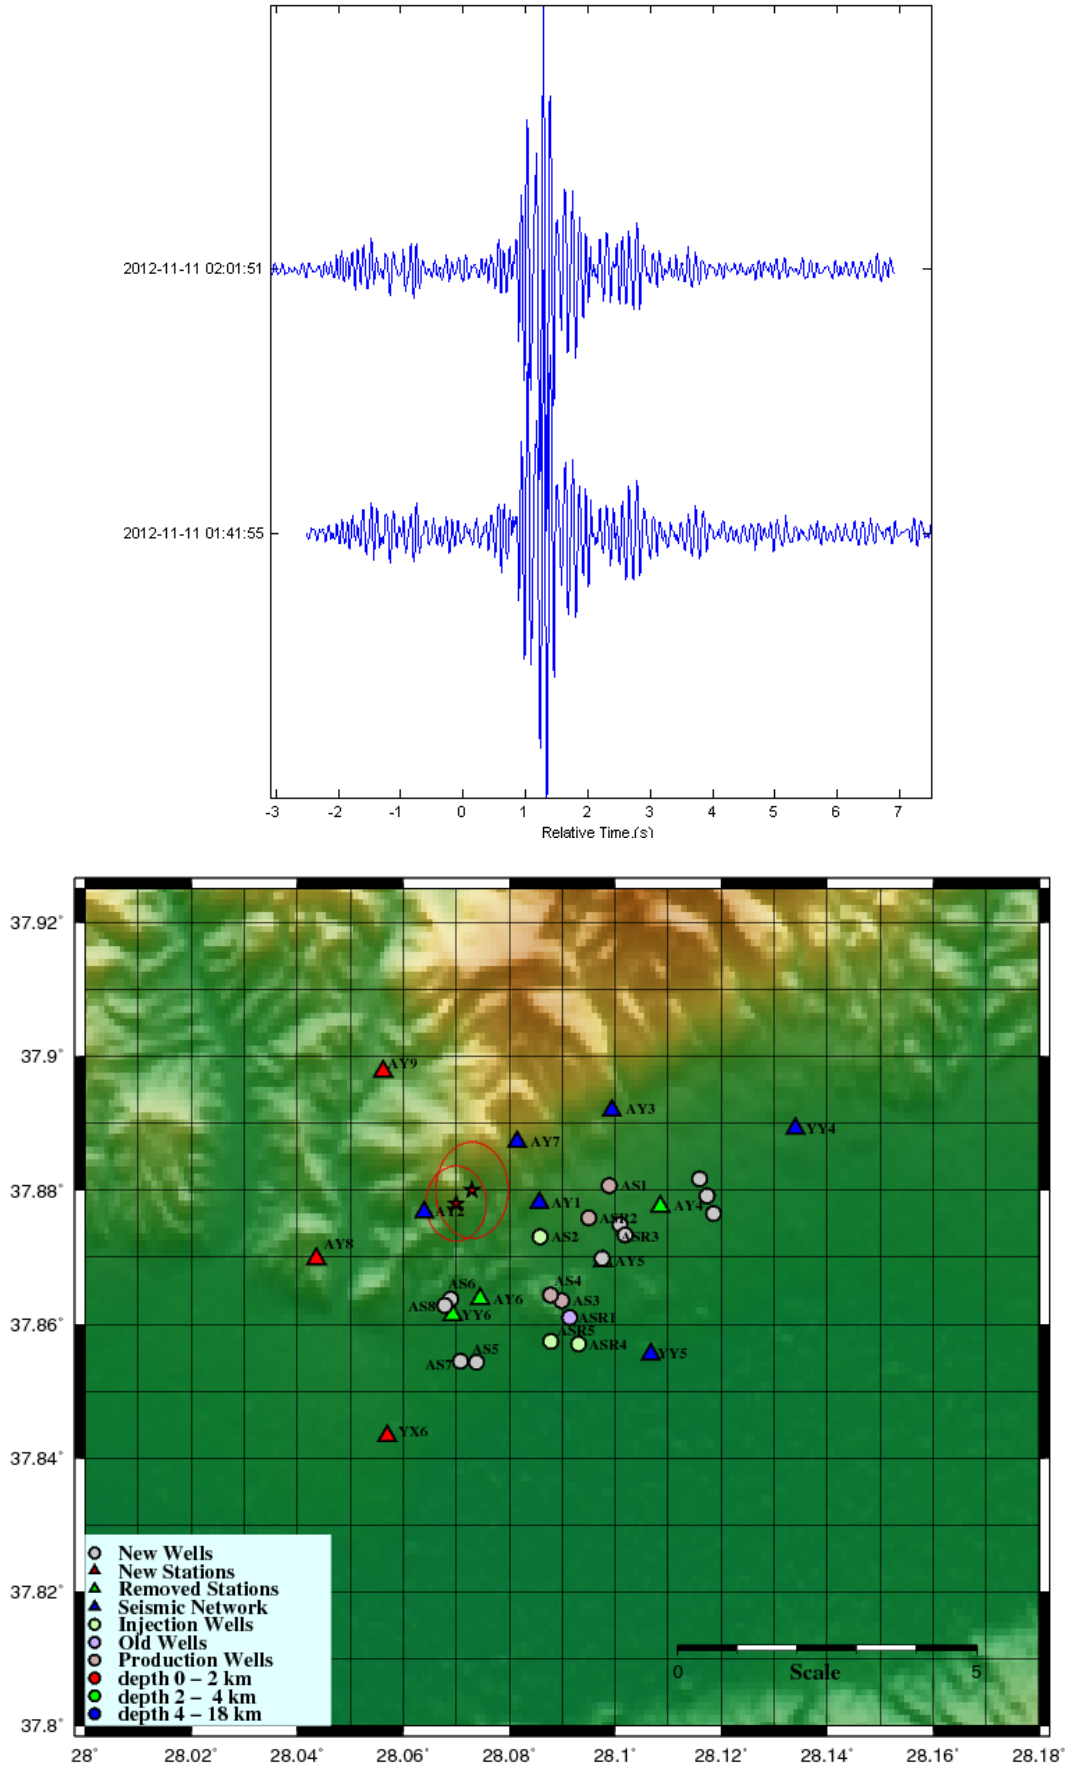 2012-11-11 02:01:51
2012-11-11 01:41:55
-3 -2 -1 0 1 2 3 4 5 6 7
Relative Time.(s)
37.92°
37.9°
37.88°
37.86°
37.84°
37.82°
37.8°
AY9
AY3
AY7
YY4
AS1
AY2
AY1
AY4
ASR2
AS2
ASR3
AY8
AY5
AS6
AS4
AY6
AS8
AS3
YY6
ASR1
ASR5
ASR4
AS5
YY5
AS7
YX6
New Wells
New Stations
Removed Stations
Seismic Network
Injection Wells
Old Wells
Production Wells
depth 0 – 2 km
depth 2 – 4 km
depth 4 – 18 km
0 5
Scale
28° 28.02° 28.04° 28.06° 28.08° 28.1° 28.12° 28.14° 28.16° 28.18°